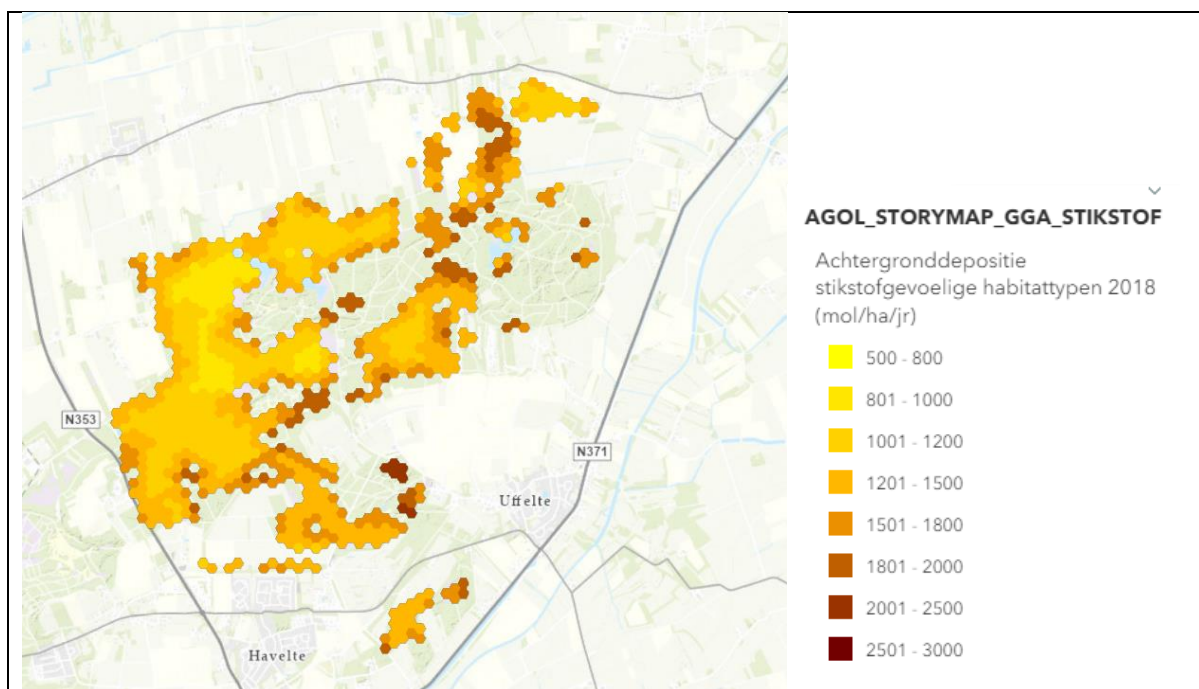 N353
N371
Uffelte
Havelte
AGOL_STORYMAP_GGA_STIKSTOF
Achtergronddepositie
stikstofgevoelige habitattypen 2018
(mol/ha/jr)
500 - 800
801 - 1000
1001 - 1200
1201 - 1500
1501 - 1800
1801 - 2000
2001 - 2500
2501 - 3000